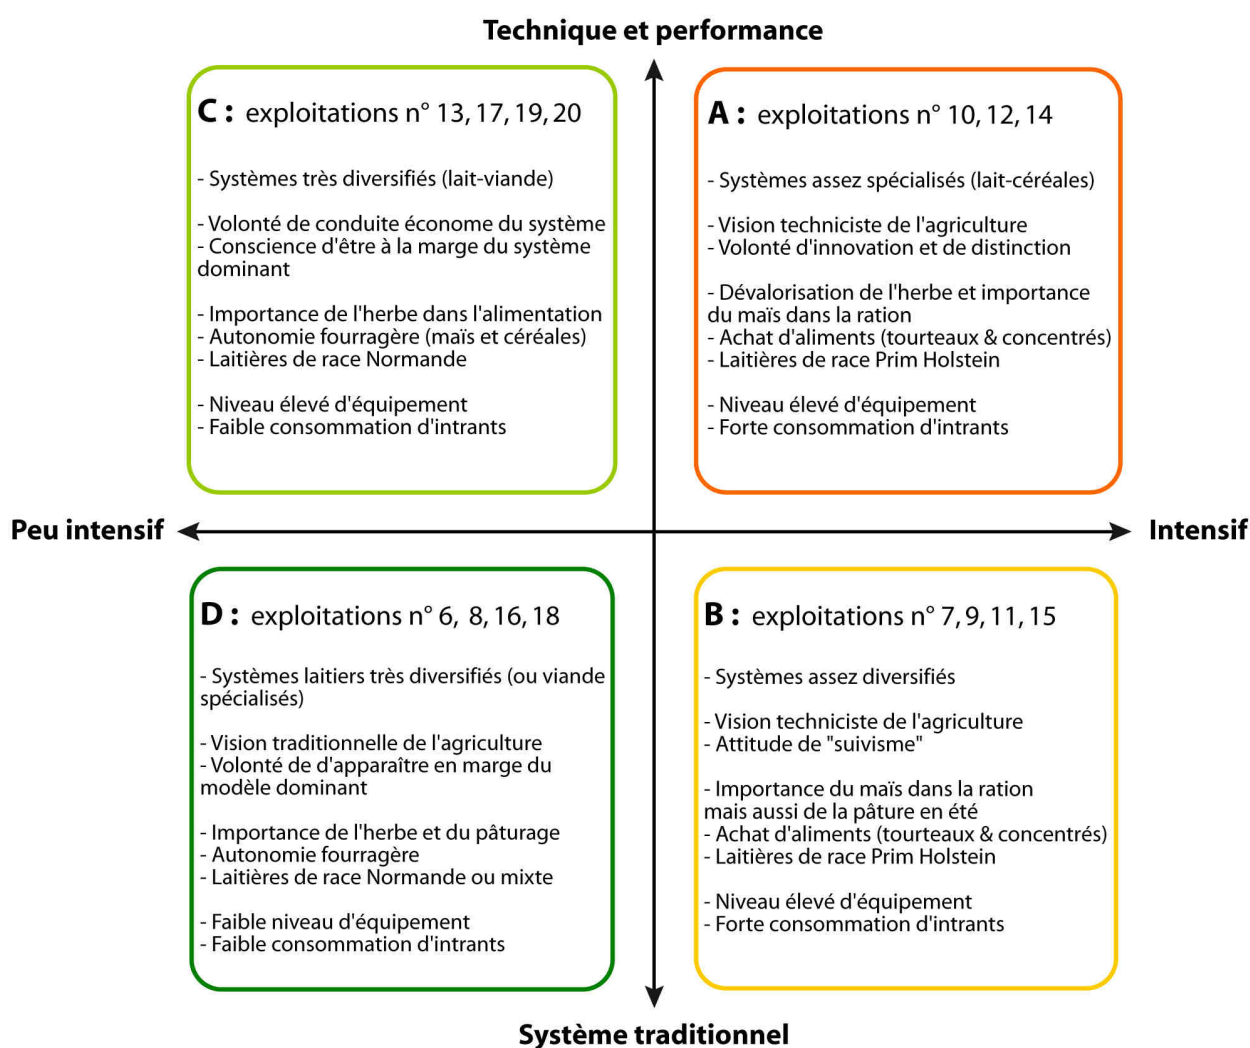 Technique et performance
C : exploitations n° 13, 17, 19, 20
- Systèmes très diversifiés (lait-viande)
- Volonté de conduite économe du système
- Conscience d'être à la marge du système
dominant
- Importance de l'herbe dans l'alimentation
- Autonomie fourragère (maïs et céréales)
- Laitières de race Normande
- Niveau élevé d'équipement
- Faible consommation d'intrants
A : exploitations n° 10, 12, 14
- Systèmes assez spécialisés (lait-céréales)
- Vision techniciste de l'agriculture
- Volonté d'innovation et de distinction
- Dévalorisation de l'herbe et importance
du maïs dans la ration
- Achat d'aliments (tourteaux & concentrés)
- Laitières de race Prim Holstein
- Niveau élevé d'équipement
- Forte consommation d'intrants
Peu intensif
Intensif
D : exploitations n° 6, 8, 16, 18
- Systèmes laitiers très diversifiés (ou viande
spécialisés)
- Vision traditionnelle de l'agriculture
- Volonté de d'apparaître en marge du
modèle dominant
- Importance de l'herbe et du pâturage
- Autonomie fourragère
- Laitières de race Normande ou mixte
- Faible niveau d'équipement
- Faible consommation d'intrants
B : exploitations n° 7, 9, 11, 15
- Systèmes assez diversifiés
- Vision techniciste de l'agriculture
- Attitude de "suivisme"
- Importance du maïs dans la ration
mais aussi de la pâture en été
- Achat d'aliments (tourteaux & concentrés)
- Laitières de race Prim Holstein
- Niveau élevé d'équipement
- Forte consommation d'intrants
Système traditionnel